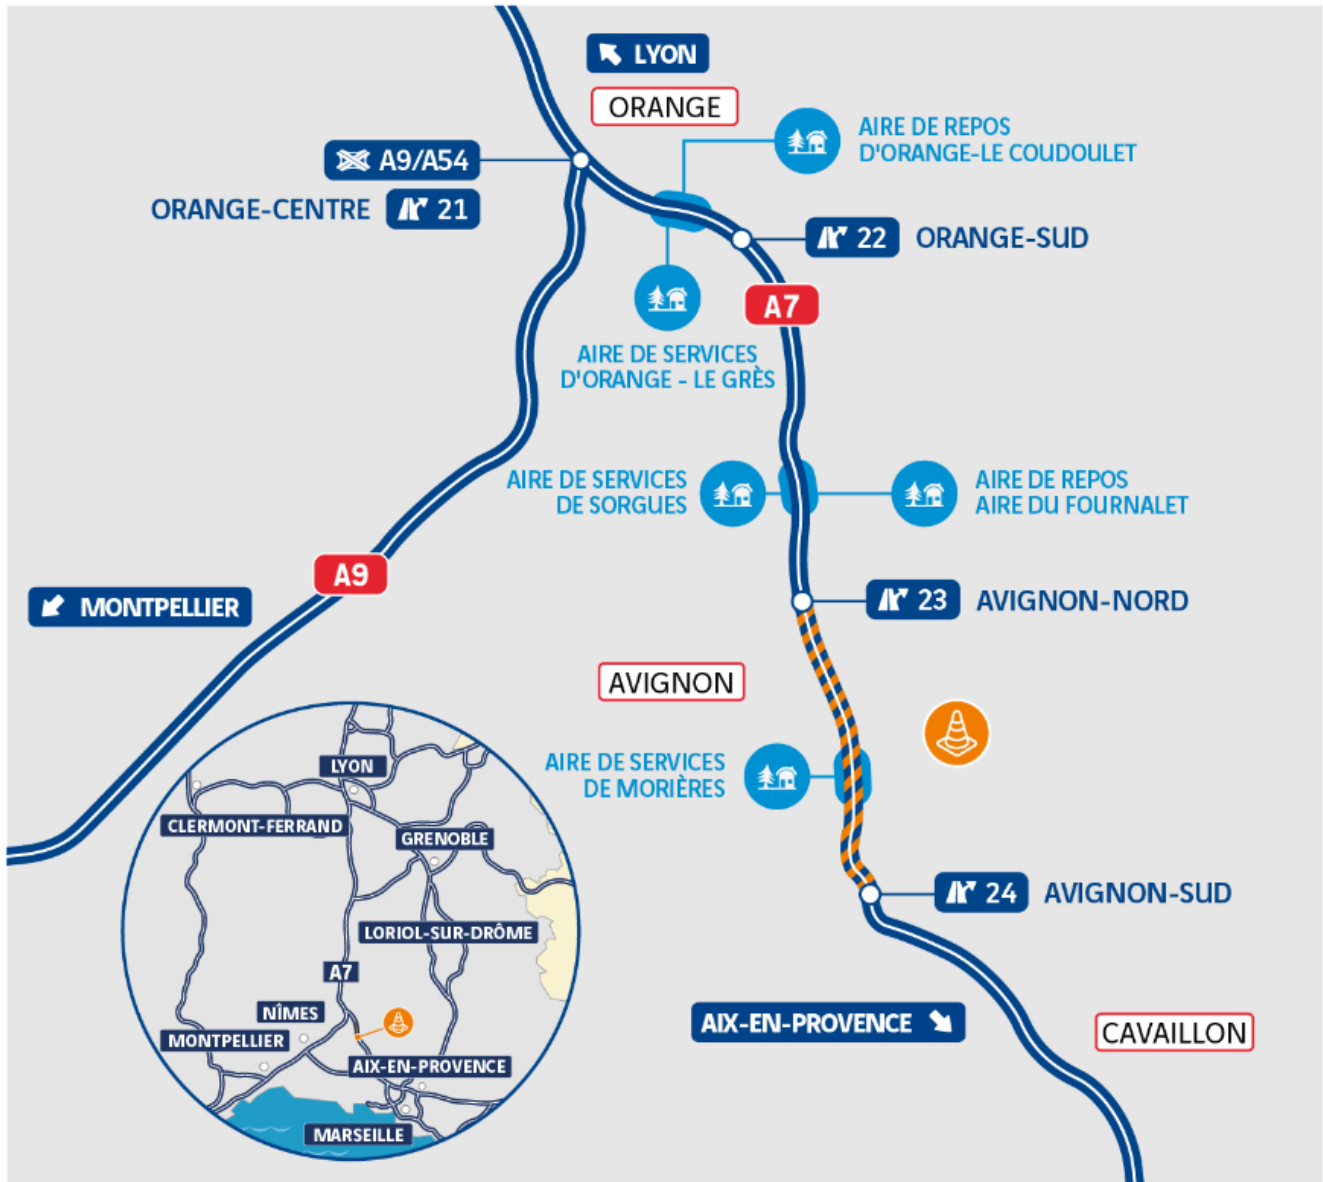 LYON
ORANGE
AIRE DE REPOS
D'ORANGE-LE COUDOULET
A9/A54
ORANGE-CENTRE 21
22 ORANGE-SUD
A7
AIRE DE SERVICES
D'ORANGE - LE GRÈS
AIRE DE SERVICES
DE SORGUES
AIRE DE REPOS
AIRE DU FOURNALET
A9
MONTPELLIER
23 AVIGNON-NORD
AVIGNON
AIRE DE SERVICES
DE MORIÈRES
24 AVIGNON-SUD
AIX-EN-PROVENCE
CAVAILLON
LYON
CLERMONT-FERRAND
GRENOBLE
LORIOL-SUR-DRÔME
A7
NÎMES
MONTPELLIER
AIX-EN-PROVENCE
MARSEILLE